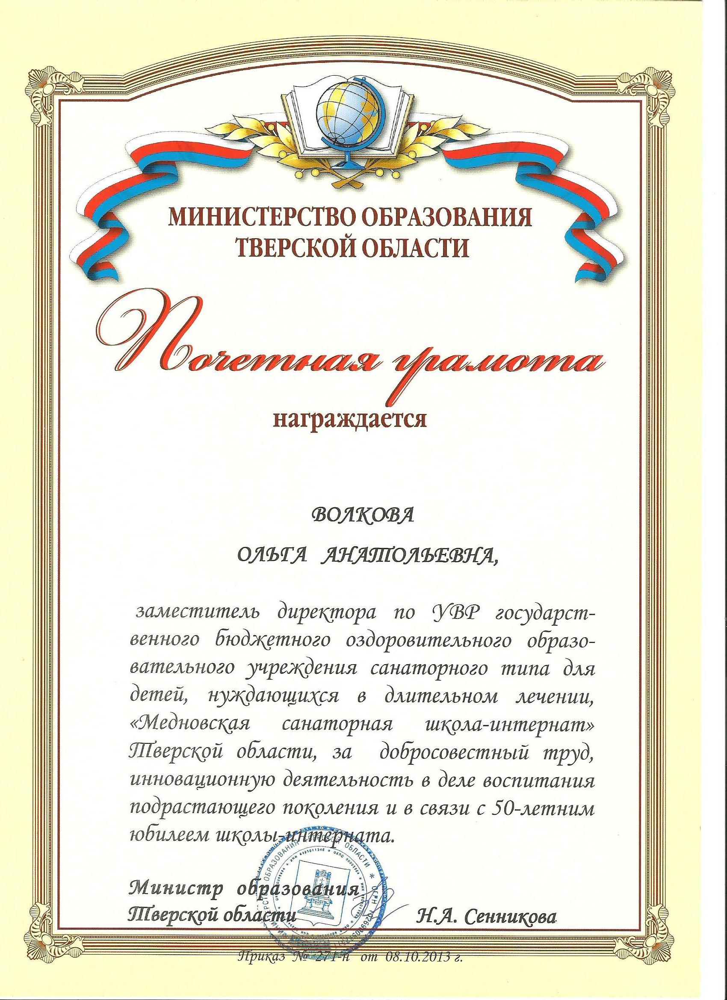 МИНИСТЕРСТВО ОБРАЗОВАНИЯ
ТВЕРСКОЙ ОБЛАСТИ
Почетная грамота
награждается
ВОЛКОВА
ОЛЬГА АНАТОЛЬЕВНА,
заместитель директора по УВР государст-
венного бюджетного оздоровительного образо-
вательного учреждения санаторного типа для
детей, нуждающихся в длительном лечении,
«Медновская санаторная школа-интернат»
Тверской области, за добросовестный труд,
инновационную деятельность в деле воспитания
подрастающего поколения и в связи с 50-летним
юбилеем школы-интерната.
ОБРАЗОВАНИЯ ТВЕРСКОЙ ОБЛАСТИ * ОГРН
Министр образования
Тверской области Н.А. Сенникова
Приказ № 271-н от 08.10.2013 г.